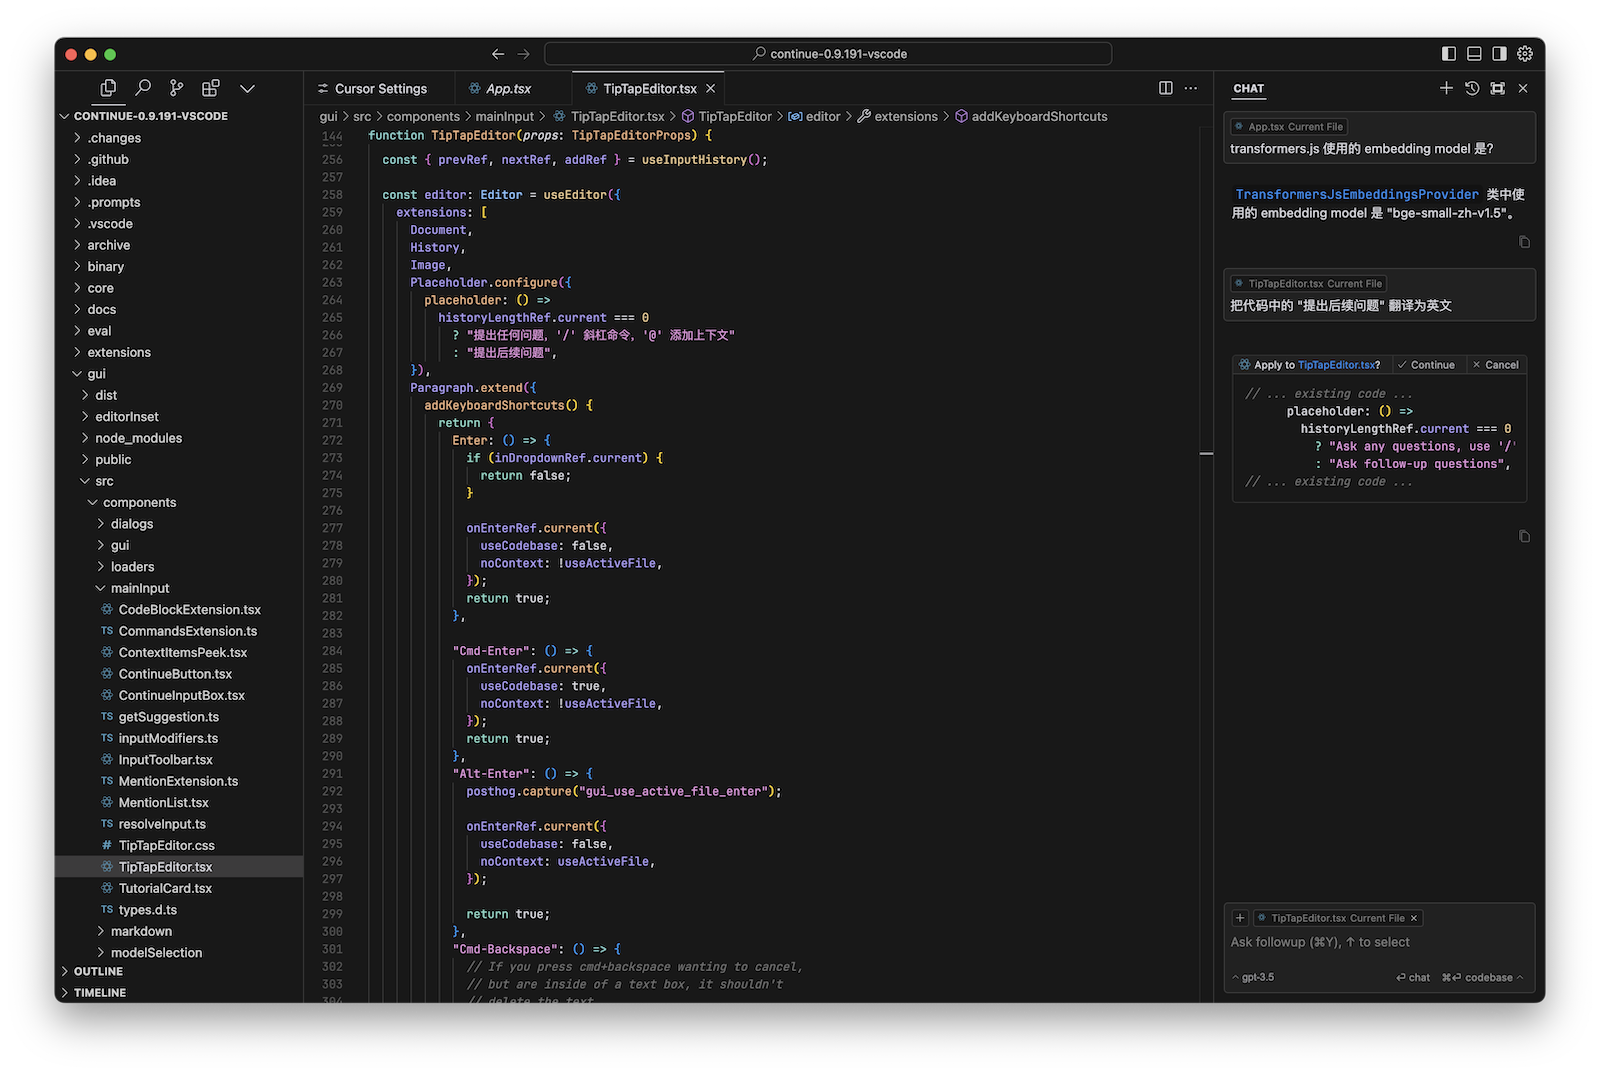 continue-0.9.191-vscode
CONTINUE-0.9.191-VSCODE
.changes
.github
.idea
.prompts
.vscode
archive
binary
core
docs
eval
extensions
gui
dist
editorInset
node_modules
public
src
components
dialogs
gui
loaders
mainInput
CodeBlockExtension.tsx
TS CommandsExtension.ts
ContextItemsPeek.tsx
ContinueButton.tsx
ContinueInputBox.tsx
TS getSuggestion.ts
TS inputModifiers.ts
InputToolbar.tsx
TS MentionExtension.ts
MentionList.tsx
TS resolveInput.ts
# TipTapEditor.css
TipTapEditor.tsx
TutorialCard.tsx
TS types.d.ts
markdown
modelSelection
OUTLINE
TIMELINE
Cursor Settings
App.tsx
TipTapEditor.tsx
gui > src > components > mainInput > TipTapEditor.tsx > TipTapEditor > editor > extensions > addKeyboardShortcuts
144 function TipTapEditor(props: TipTapEditorProps) {
256 const { prevRef, nextRef, addRef } = useInputHistory();
257
258 const editor: Editor = useEditor({
259 extensions: [
260 Document,
261 History,
262 Image,
263 Placeholder.configure({
264 placeholder: () =>
265 historyLengthRef.current === 0
266 ? "提出任何问题，'/' 斜杠命令，'@' 添加上下文"
267 : "提出后续问题",
268 }),
269 Paragraph.extend({
270 addKeyboardShortcuts() {
271 return {
272 Enter: () => {
273 if (inDropdownRef.current) {
274 return false;
275 }
276
277 onEnterRef.current({
278 useCodebase: false,
279 noContext: !useActiveFile,
280 });
281 return true;
282 },
283
284 "Cmd-Enter": () => {
285 onEnterRef.current({
286 useCodebase: true,
287 noContext: !useActiveFile,
288 });
289 return true;
290 },
291 "Alt-Enter": () => {
292 posthog.capture("gui_use_active_file_enter");
293
294 onEnterRef.current({
295 useCodebase: false,
296 noContext: useActiveFile,
297 });
298
299 return true;
300 },
301 "Cmd-Backspace": () => {
302 // If you press cmd+backspace wanting to cancel,
303 // but are inside of a text box, it shouldn't
304 // delete the text
CHAT
App.tsx Current File
transformers.js 使用的 embedding model 是?
TransformersJsEmbeddingsProvider 类中使
用的 embedding model 是 "bge-small-zh-v1.5"。
TipTapEditor.tsx Current File
把代码中的 "提出后续问题" 翻译为英文
Apply to TipTapEditor.tsx? ✓ Continue × Cancel
// ... existing code ...
placeholder: () =>
historyLengthRef.current === 0
? "Ask any questions, use '/'
: "Ask follow-up questions",
// ... existing code ...
+ TipTapEditor.tsx Current File ×
Ask followup (⌘Y), ↑ to select
^ gpt-3.5 ⏎ chat ⌘⏎ codebase ^